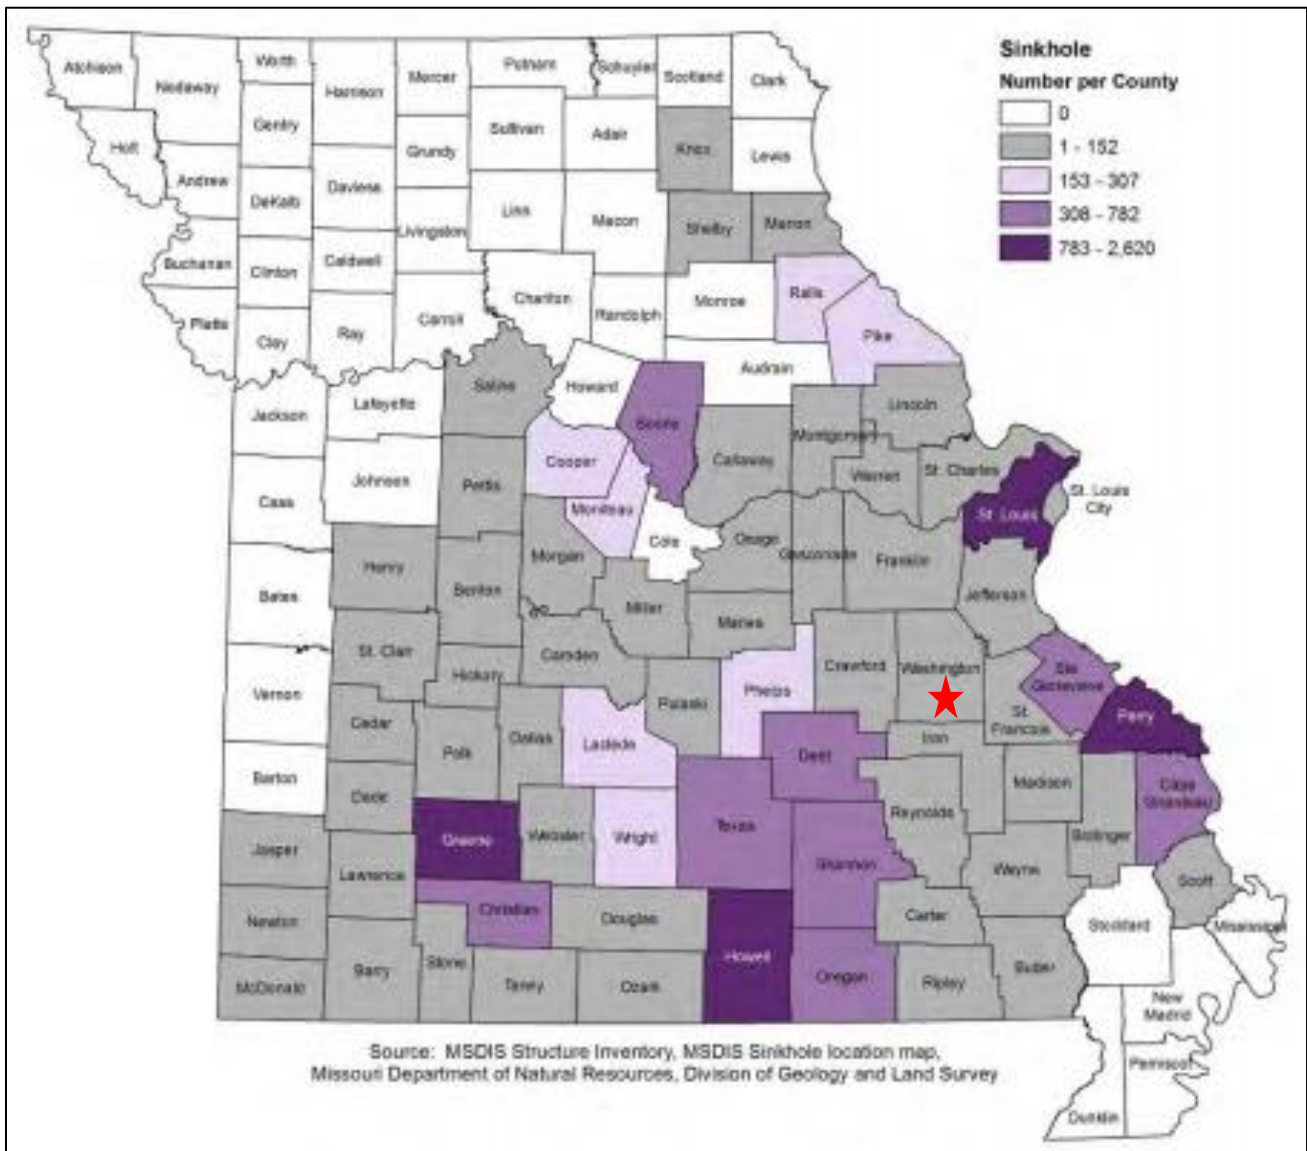 Sinkhole
Number per County
0
1 - 152
153 - 307
308 - 782
783 - 2,620
Atchison
Nodaway
Worth
Harrison
Mercer
Putnam
Schuyler
Scotland
Clark
Holt
Gentry
Sullivan
Adair
Knox
Lewis
Andrew
DeKalb
Daviess
Grundy
Linn
Macon
Shelby
Marion
Buchanan
Clinton
Caldwell
Livingston
Chariton
Randolph
Monroe
Ralls
Pike
Platte
Clay
Ray
Carroll
Saline
Howard
Boone
Audrain
Jackson
Lafayette
Cooper
Callaway
Montgomery
Lincoln
Warren
St. Charles
St. Louis
St. Louis
City
Cass
Johnson
Pettis
Moniteau
Cole
Osage
Gasconade
Franklin
Jefferson
Bates
Henry
Benton
Morgan
Miller
Maries
Vernon
St. Clair
Hickory
Camden
Pulaski
Phelps
Crawford
Washington
St.
Francois
Ste
Genevieve
Perry
Cedar
Polk
Dallas
Laclede
Dent
Iron
Madison
Cape
Girardeau
Barton
Dade
Greene
Webster
Wright
Texas
Shannon
Reynolds
Wayne
Bollinger
Scott
Jasper
Lawrence
Christian
Douglas
Howell
Carter
Butler
Stoddard
Mississippi
Newton
Barry
Stone
Taney
Ozark
Oregon
Ripley
New
Madrid
McDonald
Pemiscot
Dunklin
Source: MSDIS Structure Inventory, MSDIS Sinkhole location map,
Missouri Department of Natural Resources, Division of Geology and Land Survey